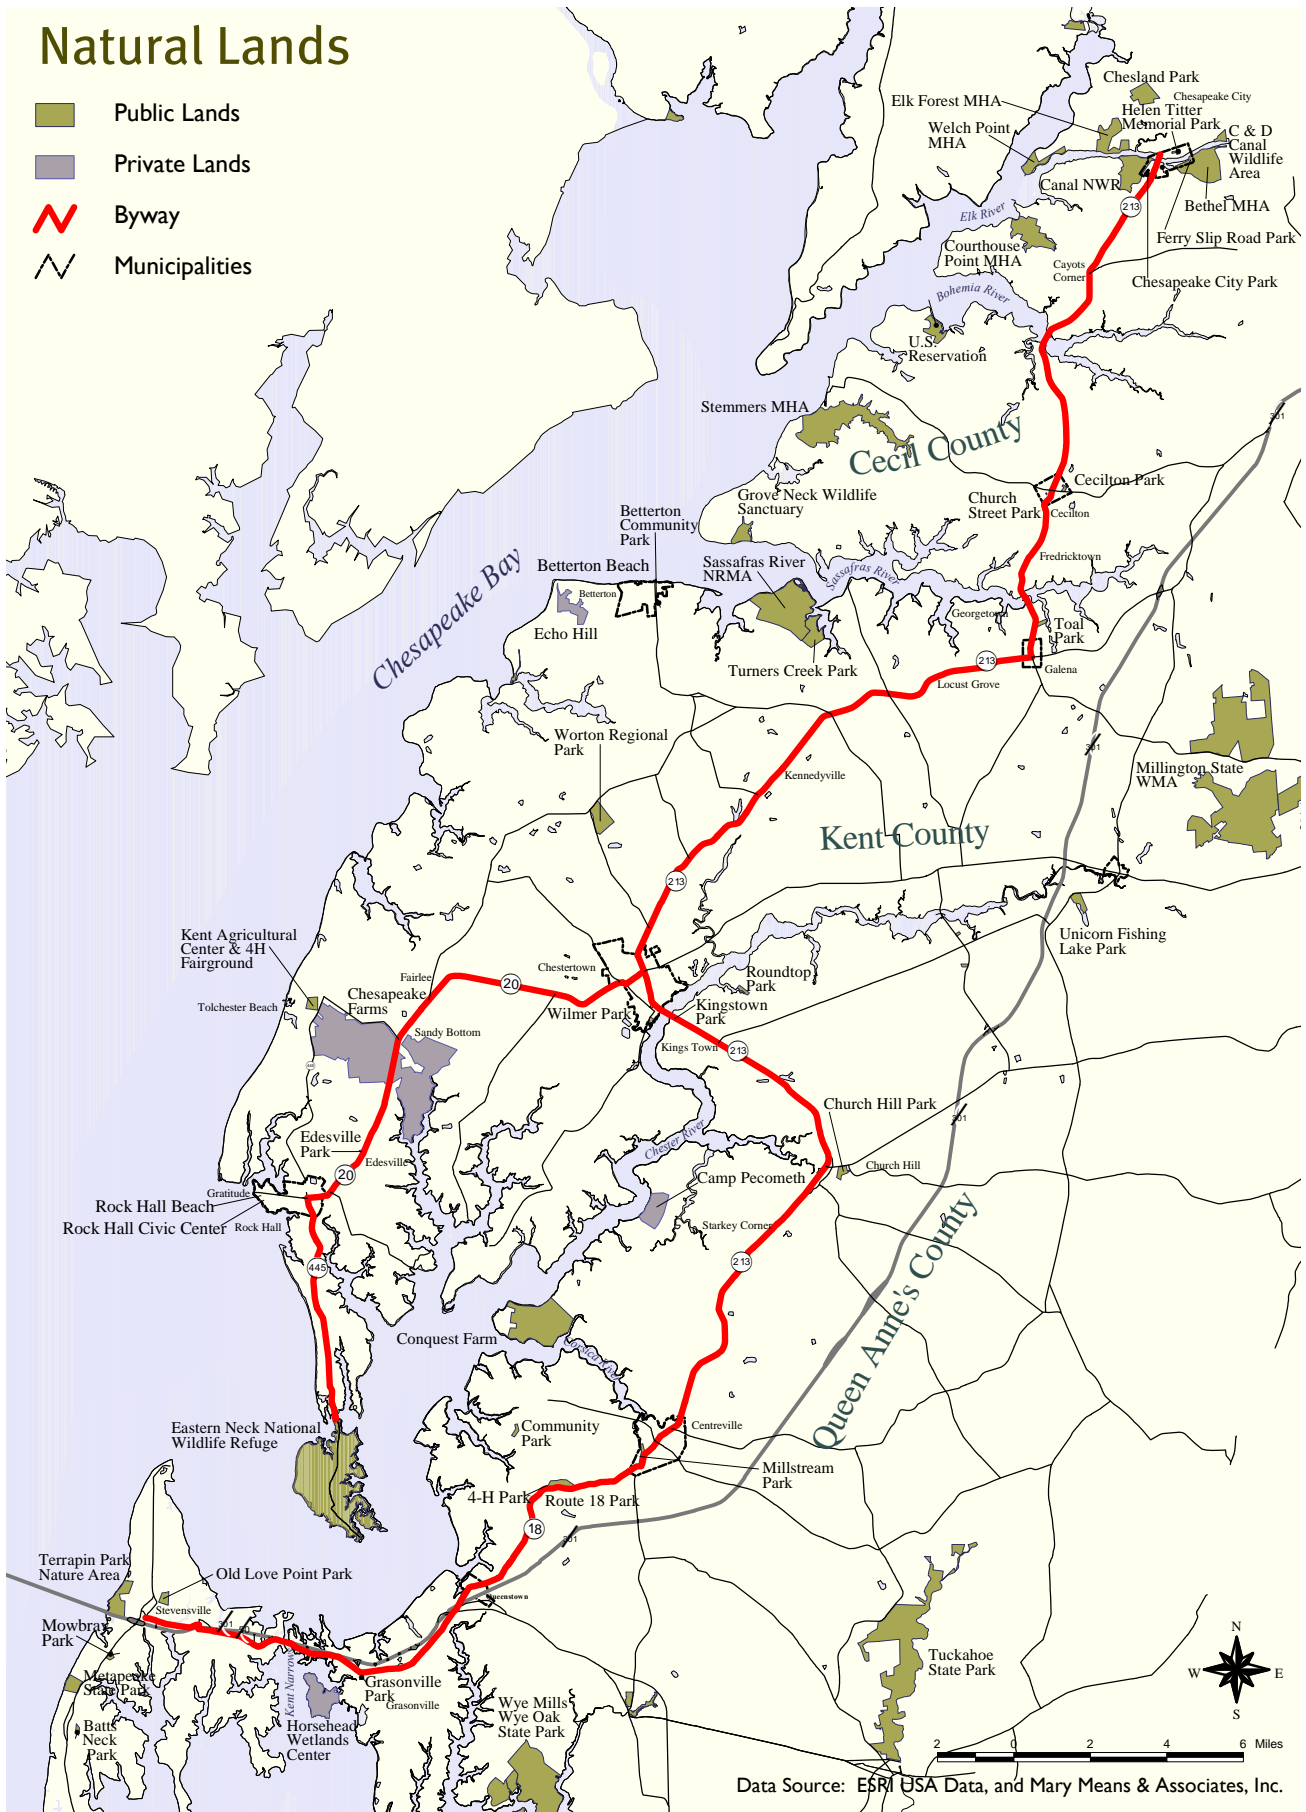 Natural Lands
Public Lands
Private Lands
Byway
Municipalities
Chesland Park
Chesapeake City
Elk Forest MHA
Helen Titter
Memorial Park
Welch Point
MHA
C & D
Canal
Wildlife
Area
Canal NWR
Bethel MHA
213
Elk River
Ferry Slip Road Park
Courthouse
Point MHA
Cayots
Corner
Chesapeake City Park
Bohemia River
U.S.
Reservation
Stemmers MHA
301
Cecil County
Cecilton Park
Grove Neck Wildlife
Sanctuary
Church
Street Park
Cecilton
Betterton
Community
Park
Fredricktown
Chesapeake Bay
Betterton Beach
Sassafras River
NRMA
Sassafras River
Betterton
Georgetown
Echo Hill
Toal
Park
Turners Creek Park
213
Galena
Locust Grove
Worton Regional
Park
301
Millington State
WMA
Kennedyville
Kent County
213
Kent Agricultural
Center & 4H
Fairground
Unicorn Fishing
Lake Park
Chestertown
Fairlee
20
Roundtop
Park
Chesapeake
Farms
Tolchester Beach
Wilmer Park
Kingstown
Park
Sandy Bottom
Kings Town
213
Church Hill Park
301
Edesville
Park
Chester River
Edesville
Church Hill
20
Camp Pecometh
Gratitude
Rock Hall Beach
Rock Hall Civic Center
Rock Hall
Starkey Corner
213
445
Queen Anne's County
Conquest Farm
Corsica River
Eastern Neck National
Wildlife Refuge
Community
Park
Centreville
Millstream
Park
4-H Park
Route 18 Park
18
301
Terrapin Park
Nature Area
Old Love Point Park
Queenstown
Stevensville
301
50
Mowbray
Park
Kent Narrows
Tuckahoe
State Park
Metapeake
State Park
Grasonville
Park
Grasonville
Batts
Neck
Park
Horsehead
Wetlands
Center
Wye Mills
Wye Oak
State Park
N
W
E
S
2 0 2 4 6 Miles
Data Source: ESRI USA Data, and Mary Means & Associates, Inc.